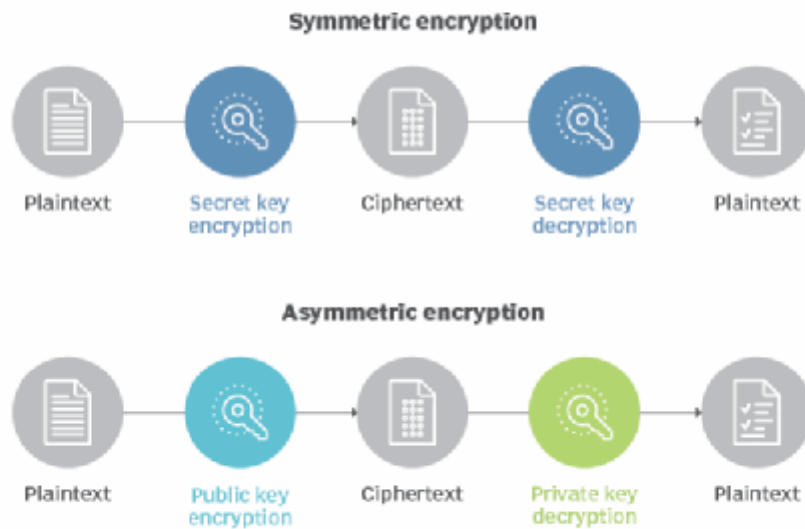 Symmetric encryption
Plaintext
Secret key
encryption
Ciphertext
Secret key
decryption
Plaintext
Asymmetric encryption
Plaintext
Public key
encryption
Ciphertext
Private key
decryption
Plaintext